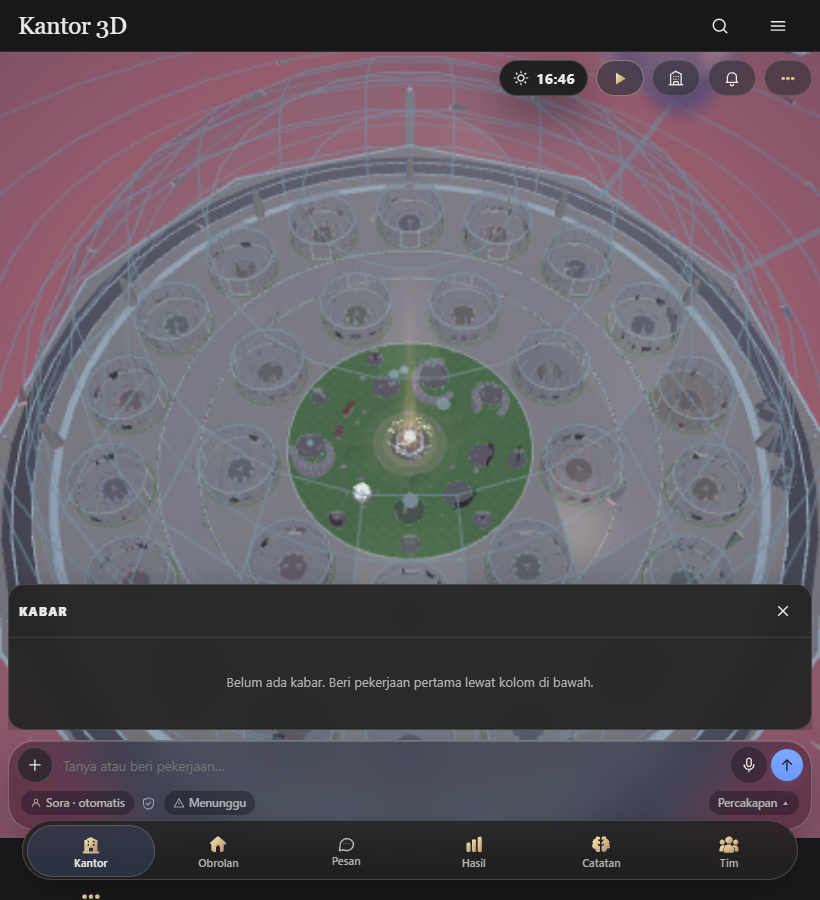 Kantor 3D
16:46
KABAR
Belum ada kabar. Beri pekerjaan pertama lewat kolom di bawah.
Tanya atau beri pekerjaan...
Sora · otomatis
Menunggu
Percakapan
Kantor
Obrolan
Pesan
Hasil
Catatan
Tim